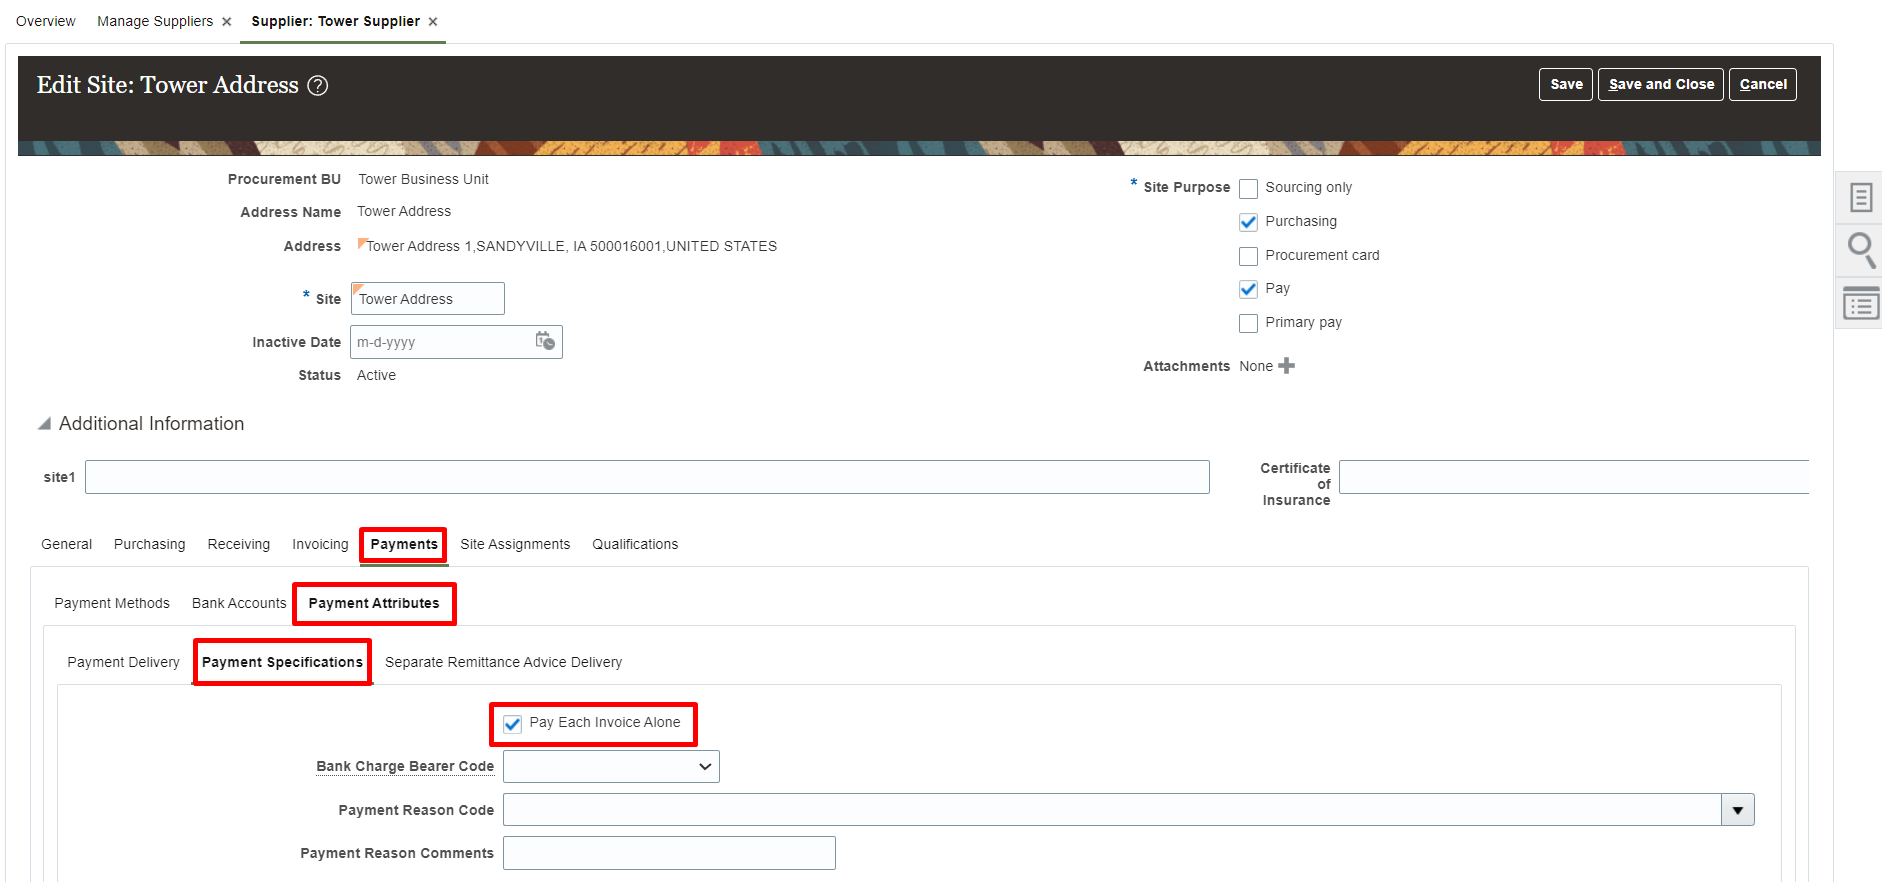 Overview Manage Suppliers × Supplier: Tower Supplier ×
Edit Site: Tower Address ?
Save Save and Close Cancel
Procurement BU Tower Business Unit
Address Name Tower Address
Address Tower Address 1,SANDYVILLE, IA 500016001,UNITED STATES
* Site Tower Address
Inactive Date m-d-yyyy
Status Active
* Site Purpose Sourcing only
Purchasing
Procurement card
Pay
Primary pay
Attachments None
Additional Information
site1
Certificate
of
Insurance
General Purchasing Receiving Invoicing Payments Site Assignments Qualifications
Payment Methods Bank Accounts Payment Attributes
Payment Delivery Payment Specifications Separate Remittance Advice Delivery
Pay Each Invoice Alone
Bank Charge Bearer Code
Payment Reason Code
Payment Reason Comments